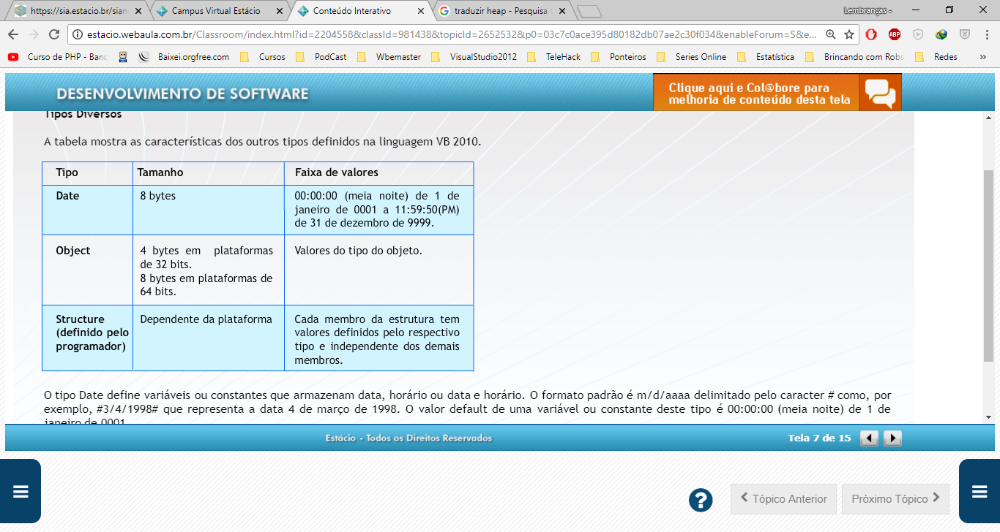 https://sia.estacio.br/sian
Campus Virtual Estácio
Conteúdo Interativo
traduzir heap - Pesquisa
Lembranças -
estacio.webaula.com.br/Classroom/index.html?id=2204558&classId=981438&topicId=2652532&p0=03c7c0ace395d80182db07ae2c30f034&enableForum=S&e...
ABP
Curso de PHP - Banc
Baixei.orgfree.com
Cursos
PodCast
Wbemaster
VisualStudio2012
TeleHack
Ponteiros
Series Online
Estatística
Brincando com Robs
Redes
»
DESENVOLVIMENTO DE SOFTWARE
Clique aqui e Col@bore para
melhoria de conteúdo desta tela
Tipos Diversos
A tabela mostra as características dos outros tipos definidos na linguagem VB 2010.
Tipo Tamanho Faixa de valores
Date
8 bytes
00:00:00 (meia noite) de 1 de
janeiro de 0001 a 11:59:50(PM)
de 31 de dezembro de 9999.
Object
4 bytes em plataformas
de 32 bits.
8 bytes em plataformas de
64 bits.
Valores do tipo do objeto.
Structure
(definido pelo
programador)
Dependente da plataforma
Cada membro da estrutura tem
valores definidos pelo respectivo
tipo e independente dos demais
membros.
O tipo Date define variáveis ou constantes que armazenam data, horário ou data e horário. O formato padrão é m/d/aaaa delimitado pelo caracter # como, por
exemplo, #3/4/1998# que representa a data 4 de março de 1998. O valor default de uma variável ou constante deste tipo é 00:00:00 (meia noite) de 1 de
janeiro de 0001
Estácio - Todos os Direitos Reservados
Tela 7 de 15
?
Tópico Anterior
Próximo Tópico